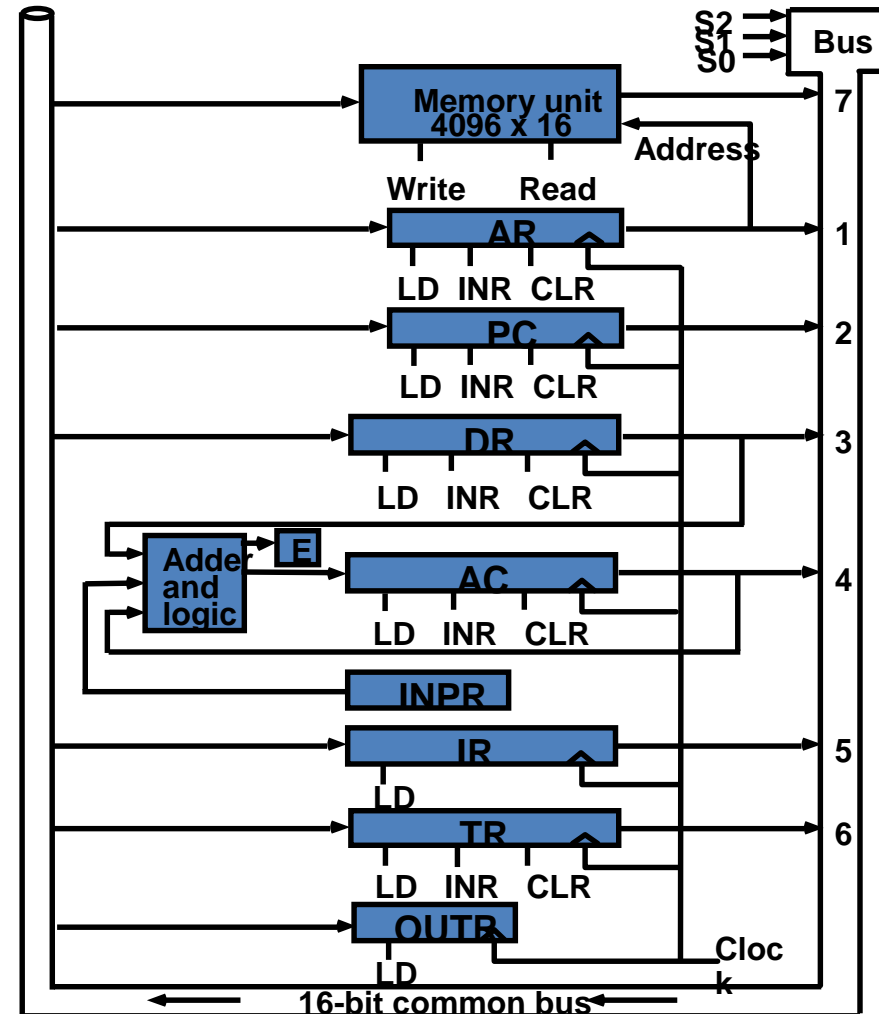 S2
S1
S0
Bus
Memory unit
4096 x 16
7
Address
Write Read
AR
1
LD INR CLR
PC
2
LD INR CLR
DR
3
LD INR CLR
E
Adder
and
logic
AC
4
LD INR CLR
INPR
IR
5
LD
TR
6
LD INR CLR
OUTR
LD
Cloc
k
16-bit common bus